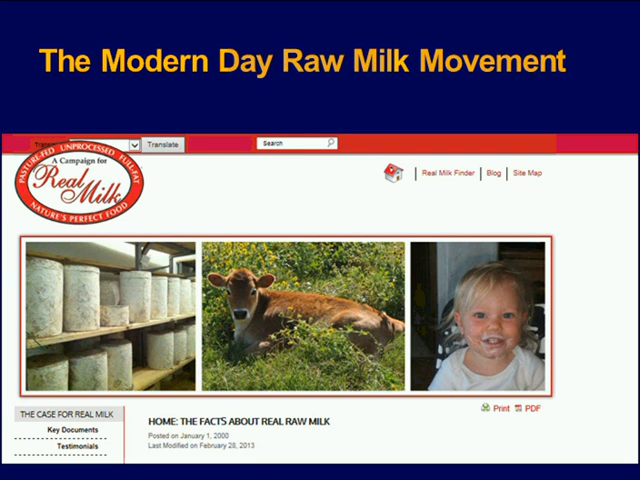 The Modern Day Raw Milk Movement
Translate
Search
PASTURE-FED UNPROCESSED FULL-FAT
A Campaign for
Real
Milk
NATURE'S PERFECT FOOD
Real Milk Finder
Blog
Site Map
Print
PDF
THE CASE FOR REAL MILK
Key Documents
Testimonials
HOME: THE FACTS ABOUT REAL RAW MILK
Posted on January 1, 2000
Last Modified on February 28, 2013